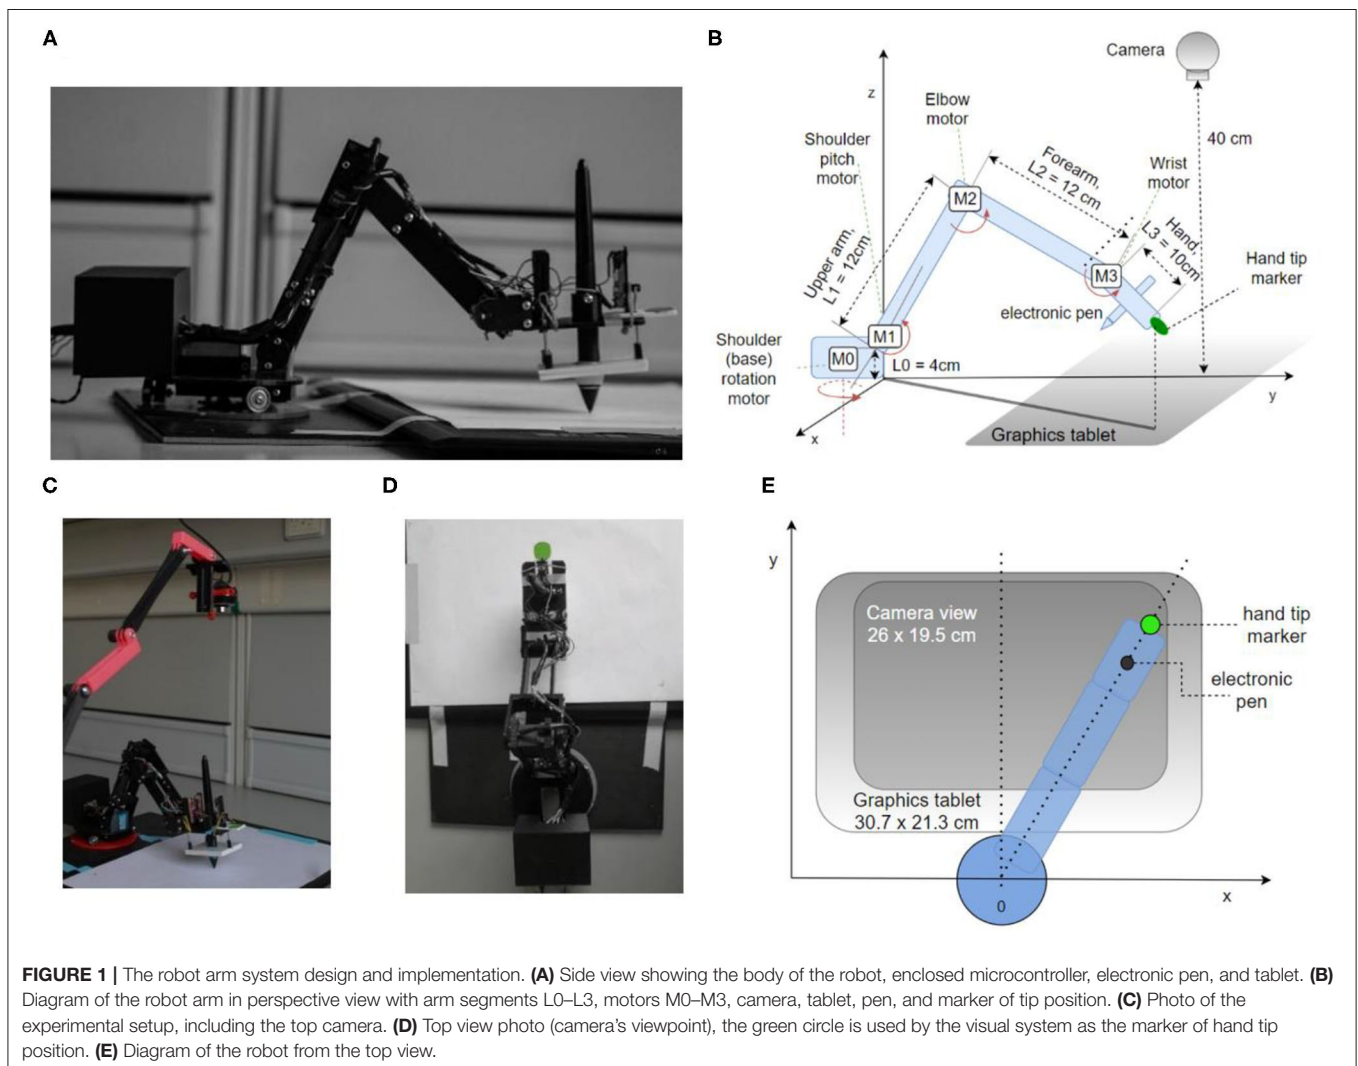 A
B
Camera
z
40 cm
Elbow
motor
Shoulder
pitch
motor
Forearm,
L2 = 12 cm
Wrist
motor
M2
Upper arm,
L1 = 12cm
Hand
L3 = 10cm
M3
Hand tip
marker
electronic pen
Shoulder
(base)
rotation
motor
M1
M0
L0 = 4cm
y
x
Graphics tablet
C
D
E
y
Camera view
26 x 19.5 cm
hand tip
marker
electronic
pen
Graphics tablet
30.7 x 21.3 cm
0
x
FIGURE 1 | The robot arm system design and implementation. (A) Side view showing the body of the robot, enclosed microcontroller, electronic pen, and tablet. (B)
Diagram of the robot arm in perspective view with arm segments L0–L3, motors M0–M3, camera, tablet, pen, and marker of tip position. (C) Photo of the
experimental setup, including the top camera. (D) Top view photo (camera's viewpoint), the green circle is used by the visual system as the marker of hand tip
position. (E) Diagram of the robot from the top view.